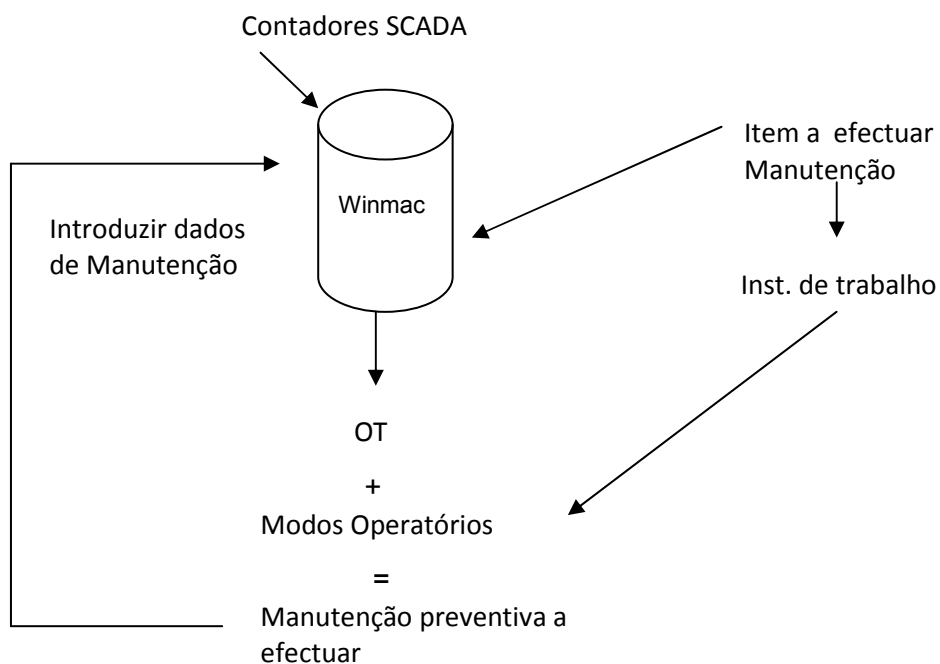 Contadores SCADA
Item a efectuar
Manutenção
Winmac
Introduzir dados
de Manutenção
Inst. de trabalho
OT
+
Modos Operatórios
=
Manutenção preventiva a
efectuar